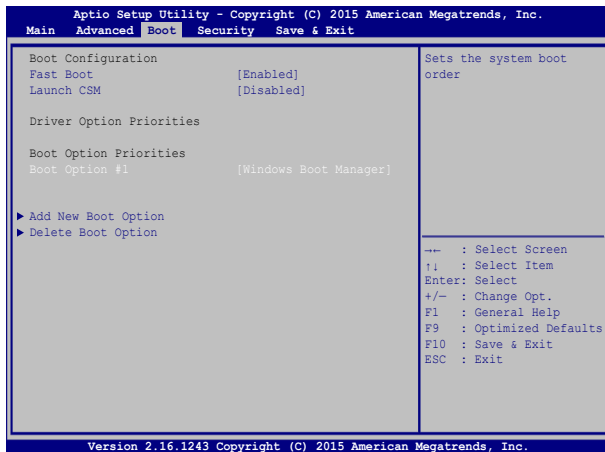 Aptio Setup Utility - Copyright (C) 2015 American Megatrends, Inc.
Main Advanced Boot Security Save & Exit
Boot Configuration
Fast Boot [Enabled]
Launch CSM [Disabled]
Driver Option Priorities
Boot Option Priorities
Boot Option #1 [Windows Boot Manager]
Add New Boot Option
Delete Boot Option
Sets the system boot
order
→← : Select Screen
↑↓ : Select Item
Enter: Select
+/— : Change Opt.
F1 : General Help
F9 : Optimized Defaults
F10 : Save & Exit
ESC : Exit
Version 2.16.1243 Copyright (C) 2015 American Megatrends, Inc.